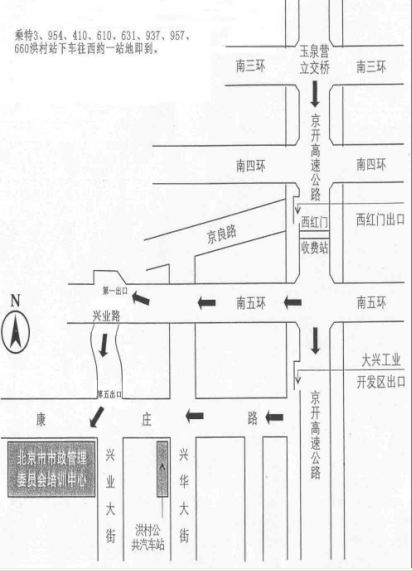 乘特3、954、410、610、631、937、957、
660洪村站下车往西约一站地即到。
玉泉营
立交桥
南三环
南三环
京开高速公路
南四环
南四环
西红门
收费站
西红门出口
京良路
第一出口
南五环
南五环
N
兴业路
大兴工业
开发区出口
第五出口
京开高速公路
康
庄
路
北京市市政管理
委员会培训中心
兴业大街
兴华大街
洪村公
共汽车站